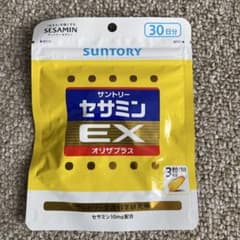 SESAMIN
30日分
SUNTORY
サントリー
セサミン
EX
オリザプラス
3粒/日
セサミン10mg配合